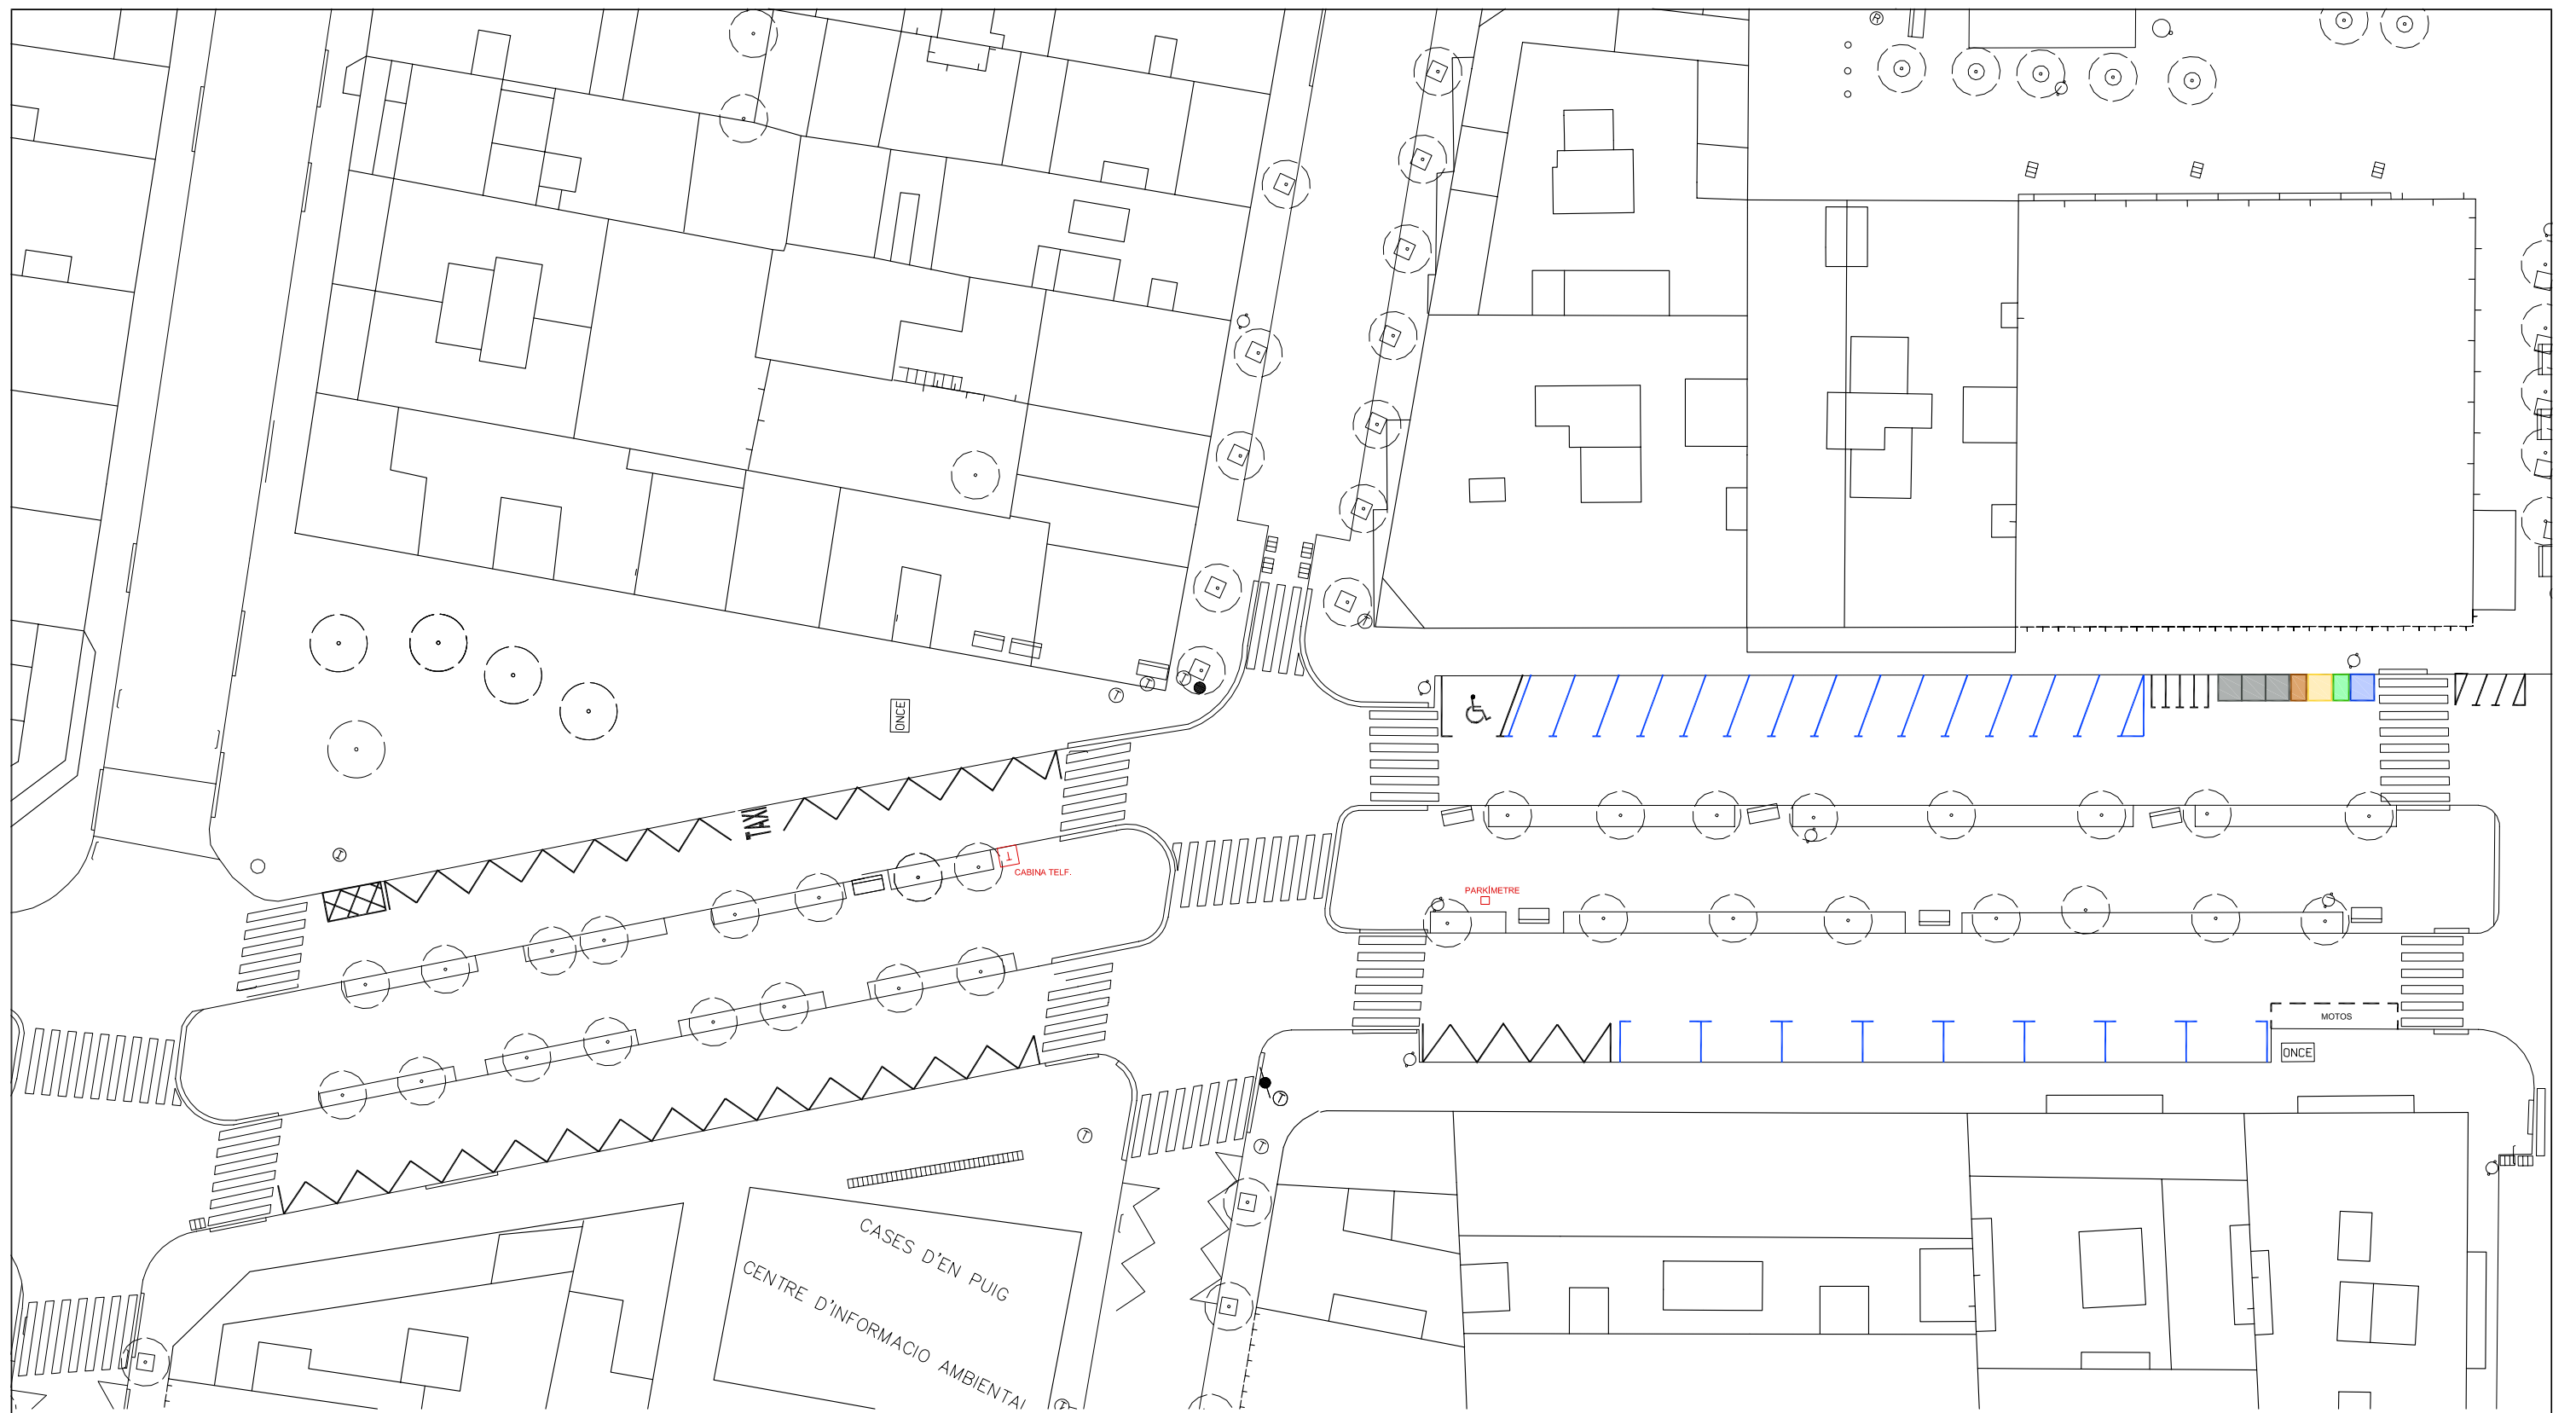 R
ONCE
TAXI
T
CABINA TELF.
PARKÍMETRE
MOTOS
ONCE
CASES D'EN PUIG
CENTRE D'INFORMACIO AMBIENTAL